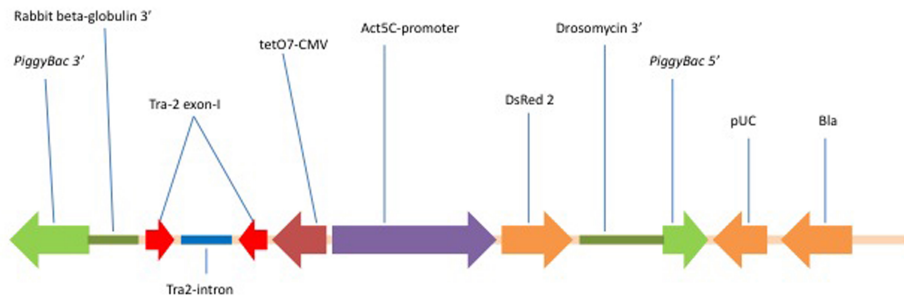 Rabbit beta-globulin 3′
PiggyBac 3′
Tra-2 exon-I
tetO7-CMV
Act5C-promoter
DsRed 2
Drosomycin 3′
PiggyBac 5′
pUC
Bla
Tra2-intron